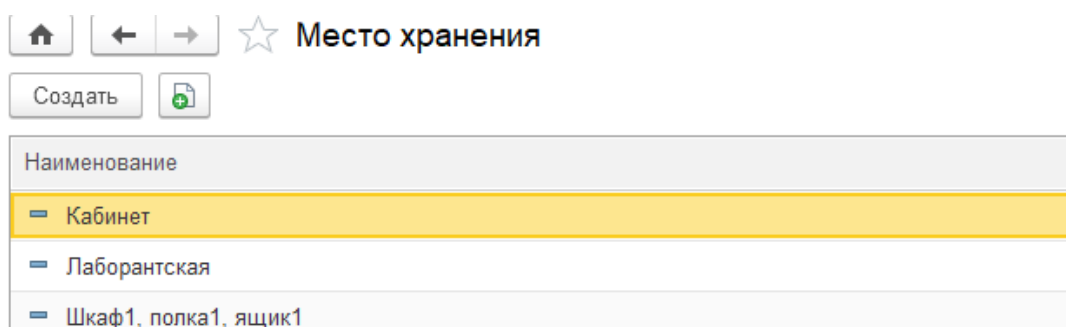 Место хранения
Создать
Наименование
Кабинет
Лаборантская
Шкаф1, полка1, ящик1